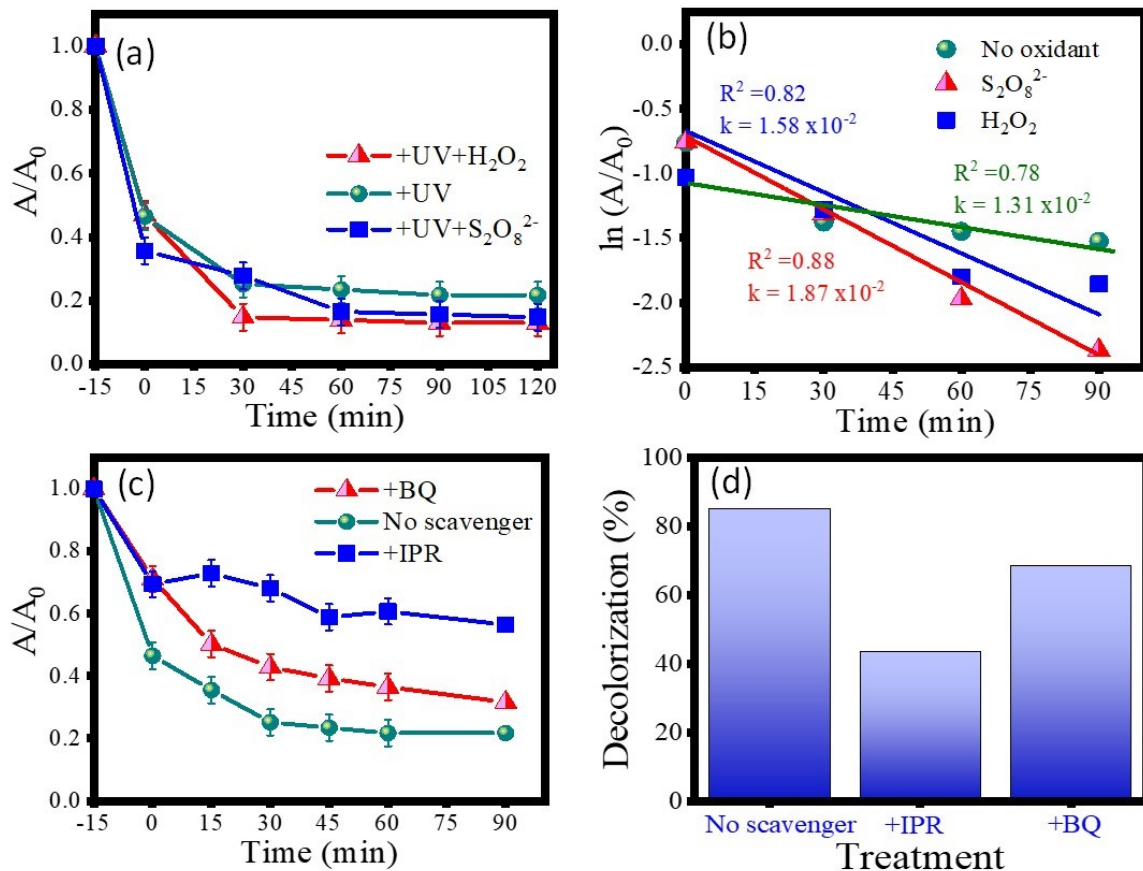 (a)
+UV+H₂O₂
+UV
+UV+S₂O₈²⁻
A/A₀
1.0
0.8
0.6
0.4
0.2
0.0
-15 0 15 30 45 60 75 90 105 120
Time (min)
(b)
No oxidant
S₂O₈²⁻
H₂O₂
R² =0.82
k = 1.58 x10⁻²
R² =0.78
k = 1.31 x10⁻²
R² =0.88
k = 1.87 x10⁻²
ln (A/A₀)
0.0
-0.5
-1.0
-1.5
-2.0
-2.5
0 15 30 45 60 75 90
Time (min)
(c)
+BQ
No scavenger
+IPR
A/A₀
1.0
0.8
0.6
0.4
0.2
0.0
-15 0 15 30 45 60 75 90
Time (min)
(d)
Decolorization (%)
100
80
60
40
20
0
No scavenger +IPR +BQ
Treatment